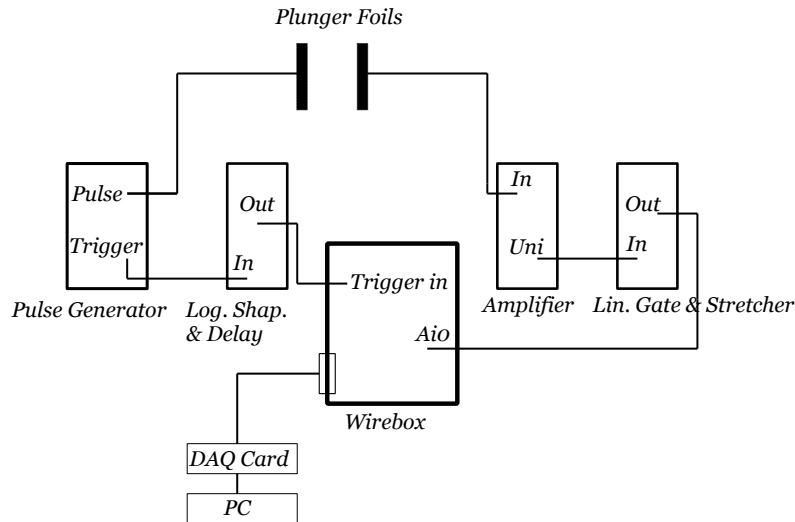 Plunger Foils
Pulse
Trigger
Pulse Generator
Out
In
Log. Shap.
& Delay
Trigger in
Ai0
Wirebox
In
Uni
Amplifier
Out
In
Lin. Gate & Stretcher
DAQ Card
PC